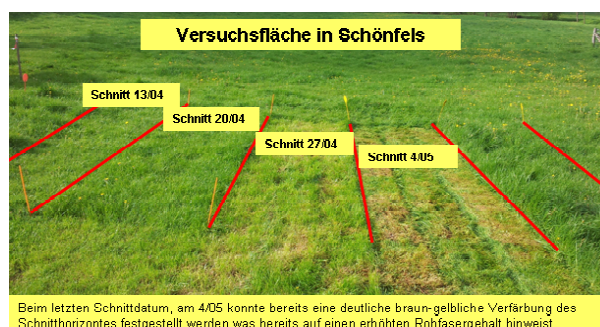 Versuchsfläche in Schönfels
Schnitt 13/04
Schnitt 20/04
Schnitt 27/04
Schnitt 4/05
Beim letzten Schnittdatum, am 4/05 konnte bereits eine deutliche braun-gelbliche Verfärbung des
Schnitthorizontes festgestellt werden was bereits auf einen erhöhten Rohfasergehalt hinweist